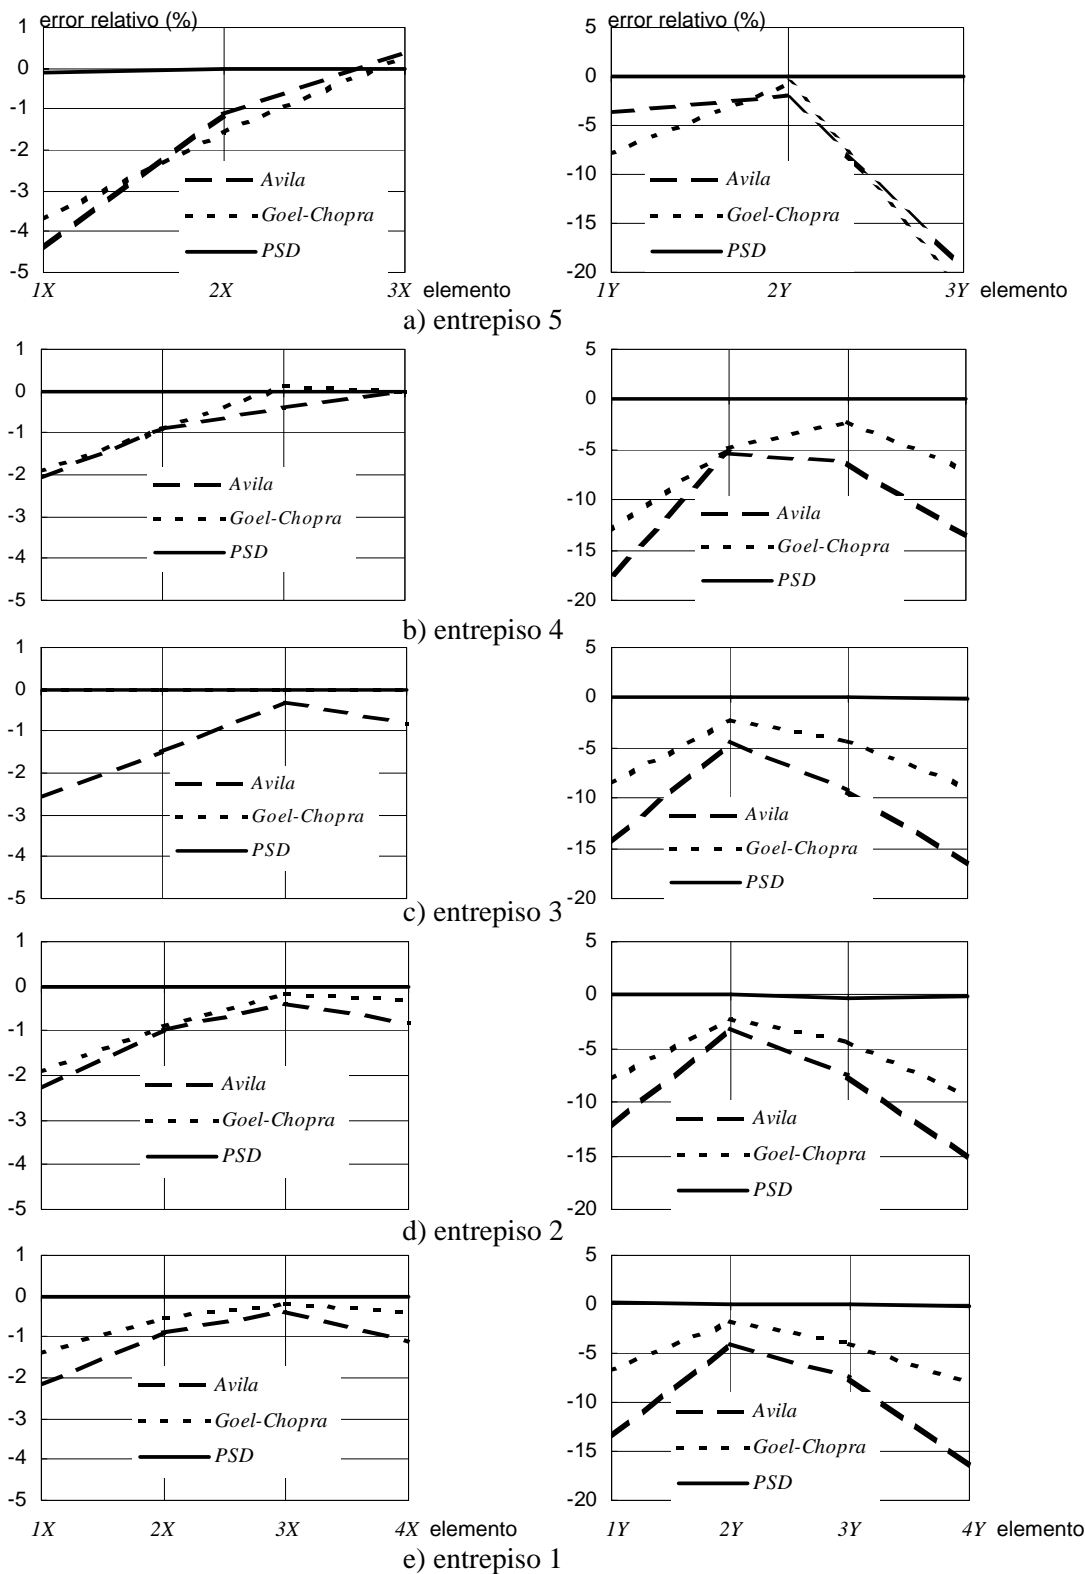 error relativo (%)
1
0
-1
-2
-3
-4
-5
Avila
Goel-Chopra
PSD
1X 2X 3X elemento
error relativo (%)
5
0
-5
-10
-15
-20
Avila
Goel-Chopra
PSD
1Y 2Y 3Y elemento
a) entrepiso 5
1
0
-1
-2
-3
-4
-5
Avila
Goel-Chopra
PSD
5
0
-5
-10
-15
-20
Avila
Goel-Chopra
PSD
b) entrepiso 4
1
0
-1
-2
-3
-4
-5
Avila
Goel-Chopra
PSD
5
0
-5
-10
-15
-20
Avila
Goel-Chopra
PSD
c) entrepiso 3
1
0
-1
-2
-3
-4
-5
Avila
Goel-Chopra
PSD
5
0
-5
-10
-15
-20
Avila
Goel-Chopra
PSD
d) entrepiso 2
1
0
-1
-2
-3
-4
-5
Avila
Goel-Chopra
PSD
1X 2X 3X 4X elemento
5
0
-5
-10
-15
-20
Avila
Goel-Chopra
PSD
1Y 2Y 3Y 4Y elemento
e) entrepiso 1